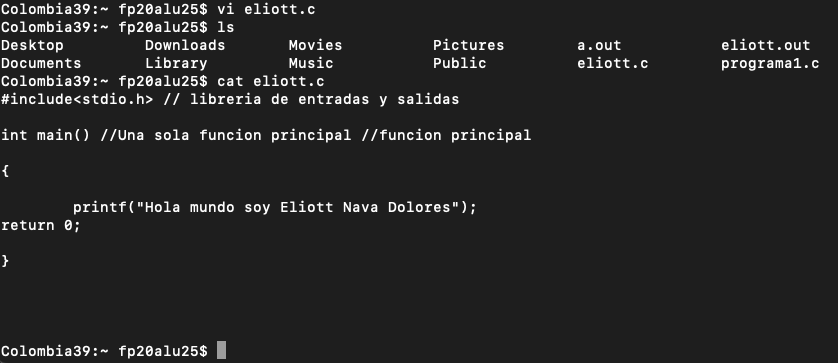 Colombia39:~ fp20alu25$ vi eliott.c
Colombia39:~ fp20alu25$ ls
Desktop Downloads Movies Pictures a.out eliott.out
Documents Library Music Public eliott.c programa1.c
Colombia39:~ fp20alu25$ cat eliott.c
#include<stdio.h> // libreria de entradas y salidas
int main() //Una sola funcion principal //funcion principal
{
printf("Hola mundo soy Eliott Nava Dolores");
return 0;
}
Colombia39:~ fp20alu25$